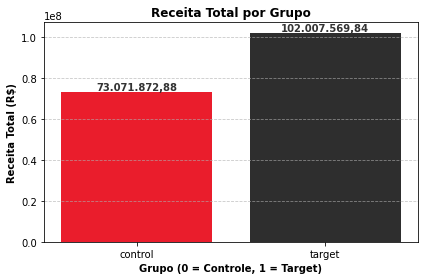 Receita Total por Grupo
1e8
102.007.569,84
1.0
0.8
73.071.872,88
0.6
0.4
0.2
0.0
Receita Total (R$)
control target
Grupo (0 = Controle, 1 = Target)